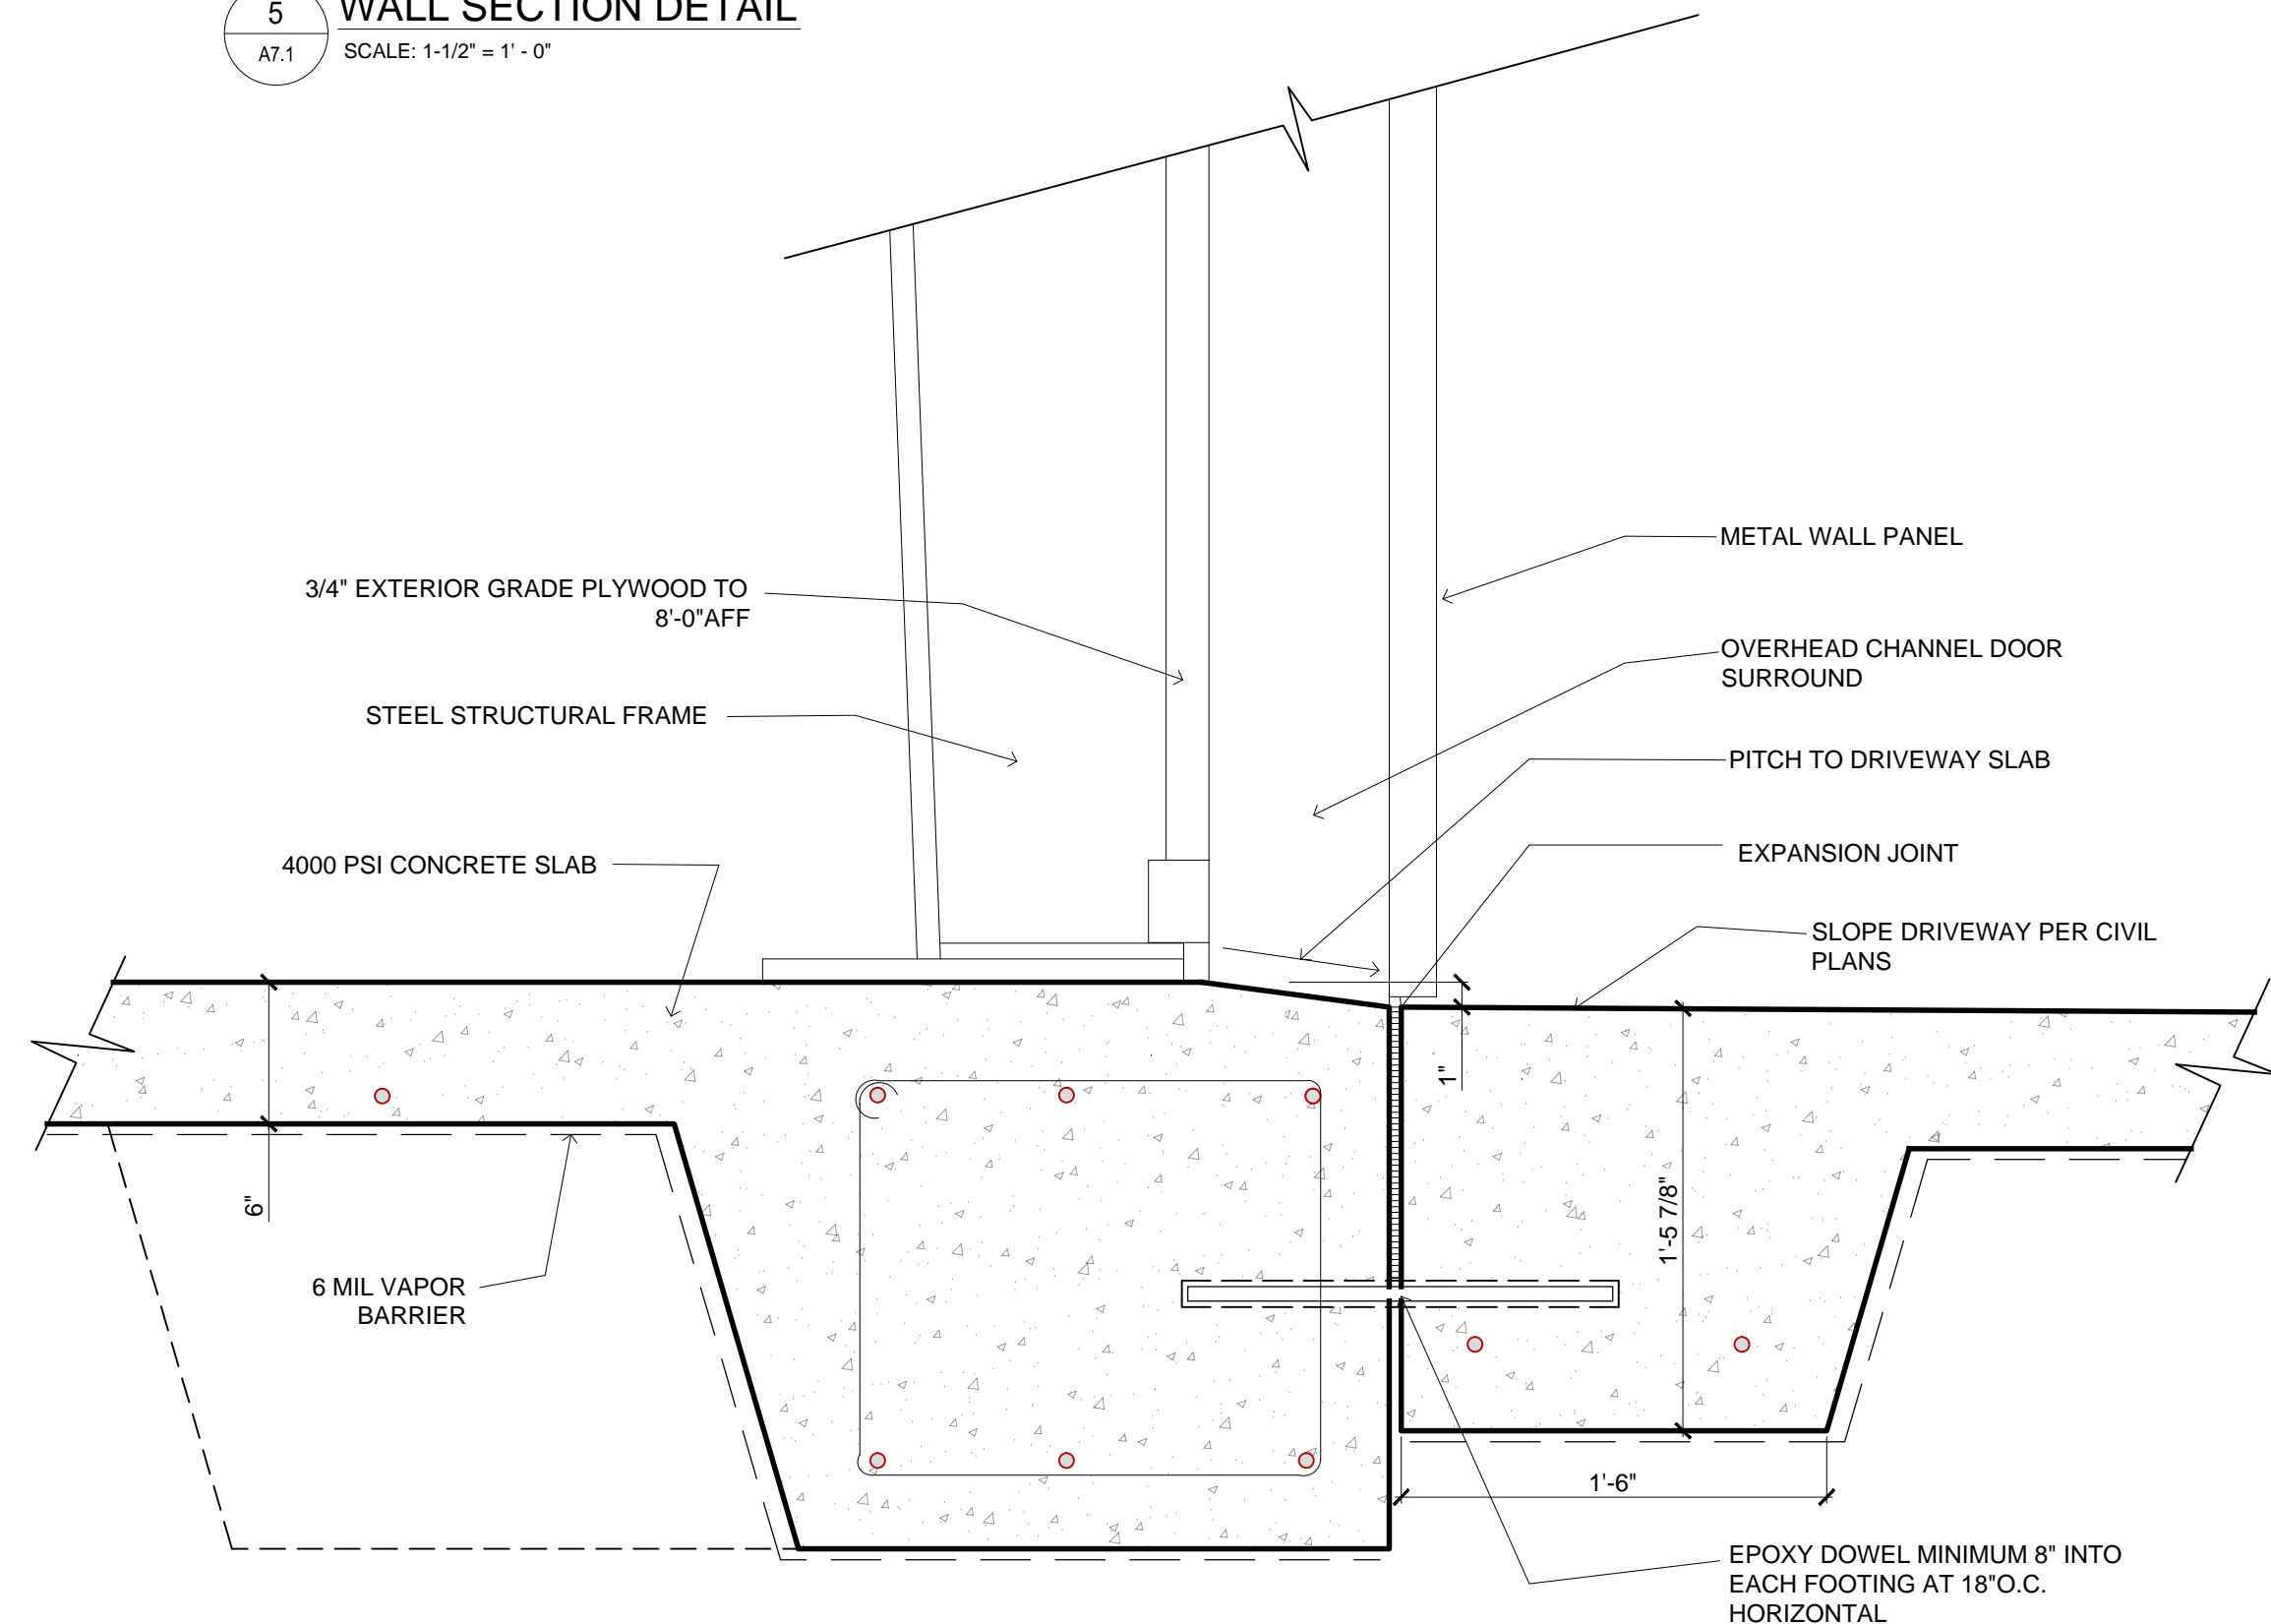 5
WALL SECTION DETAIL
A7.1
SCALE: 1-1/2" = 1' - 0"
METAL WALL PANEL
3/4" EXTERIOR GRADE PLYWOOD TO
8'-0"AFF
OVERHEAD CHANNEL DOOR
SURROUND
STEEL STRUCTURAL FRAME
PITCH TO DRIVEWAY SLAB
4000 PSI CONCRETE SLAB
EXPANSION JOINT
SLOPE DRIVEWAY PER CIVIL
PLANS
1"
6"
1'-5 7/8"
6 MIL VAPOR
BARRIER
1'-6"
EPOXY DOWEL MINIMUM 8" INTO
EACH FOOTING AT 18"O.C.
HORIZONTAL